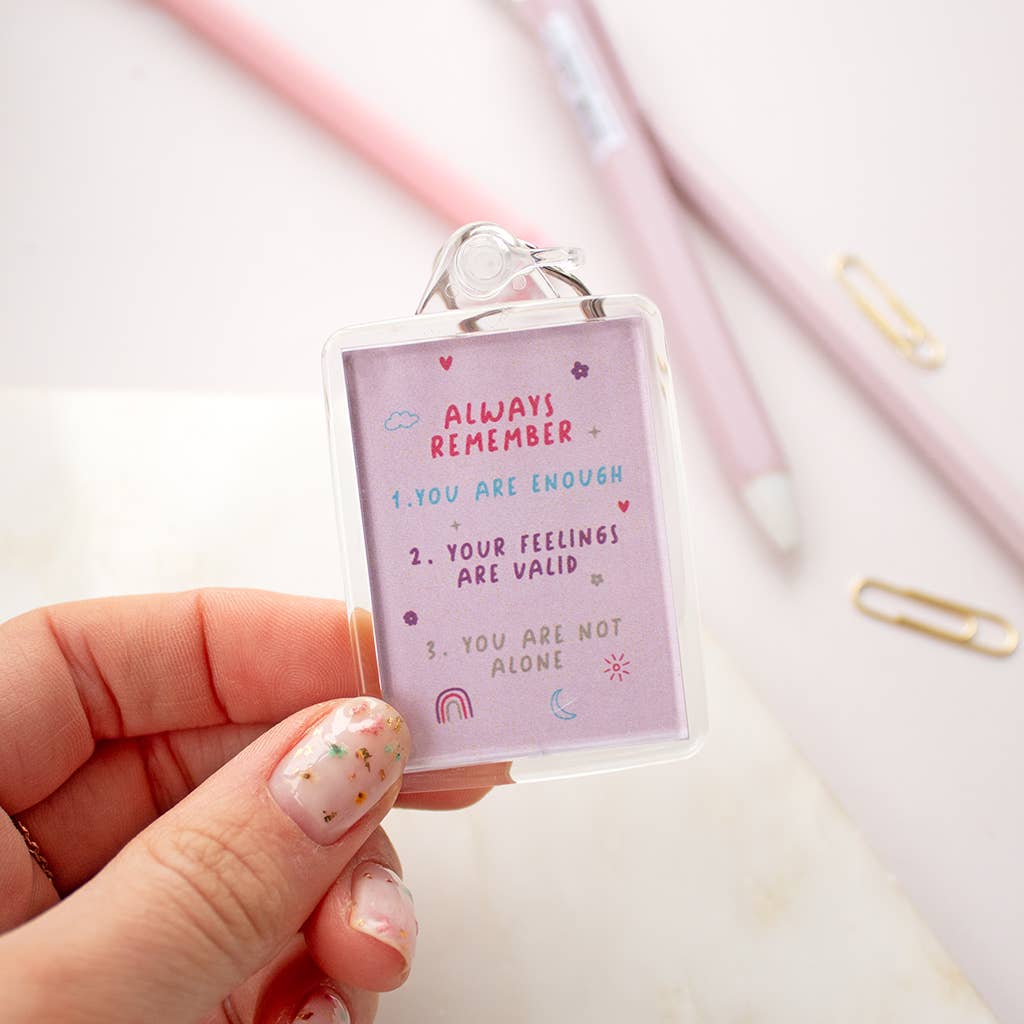 ALWAYS
REMEMBER
1.YOU ARE ENOUGH
2. YOUR FEELINGS
ARE VALID
3. YOU ARE NOT
ALONE